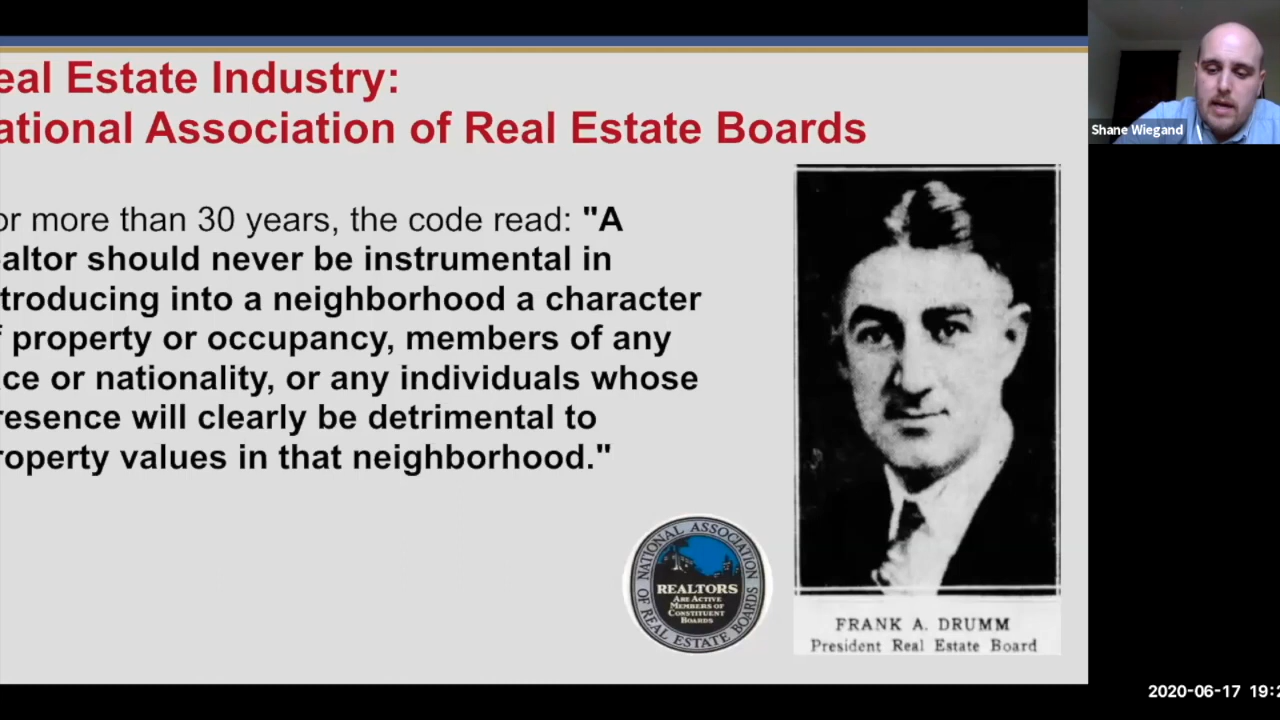 eal Estate Industry:
ational Association of Real Estate Boards
or more than 30 years, the code read: "A
altor should never be instrumental in
troducing into a neighborhood a character
f property or occupancy, members of any
ce or nationality, or any individuals whose
resence will clearly be detrimental to
roperty values in that neighborhood."
NATIONAL ASSOCIATION
OF REAL ESTATE BOARDS
REALTORS
ARE ACTIVE
MEMBERS OF
CONSTITUENT
BOARDS
FRANK A. DRUMM
President Real Estate Board
Shane Wiegand
2020-06-17 19:2